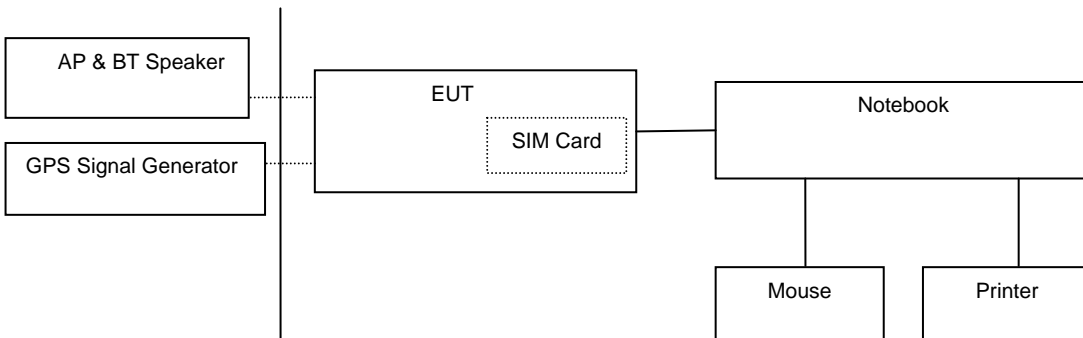 AP & BT Speaker
GPS Signal Generator
EUT
SIM Card
Notebook
Mouse
Printer